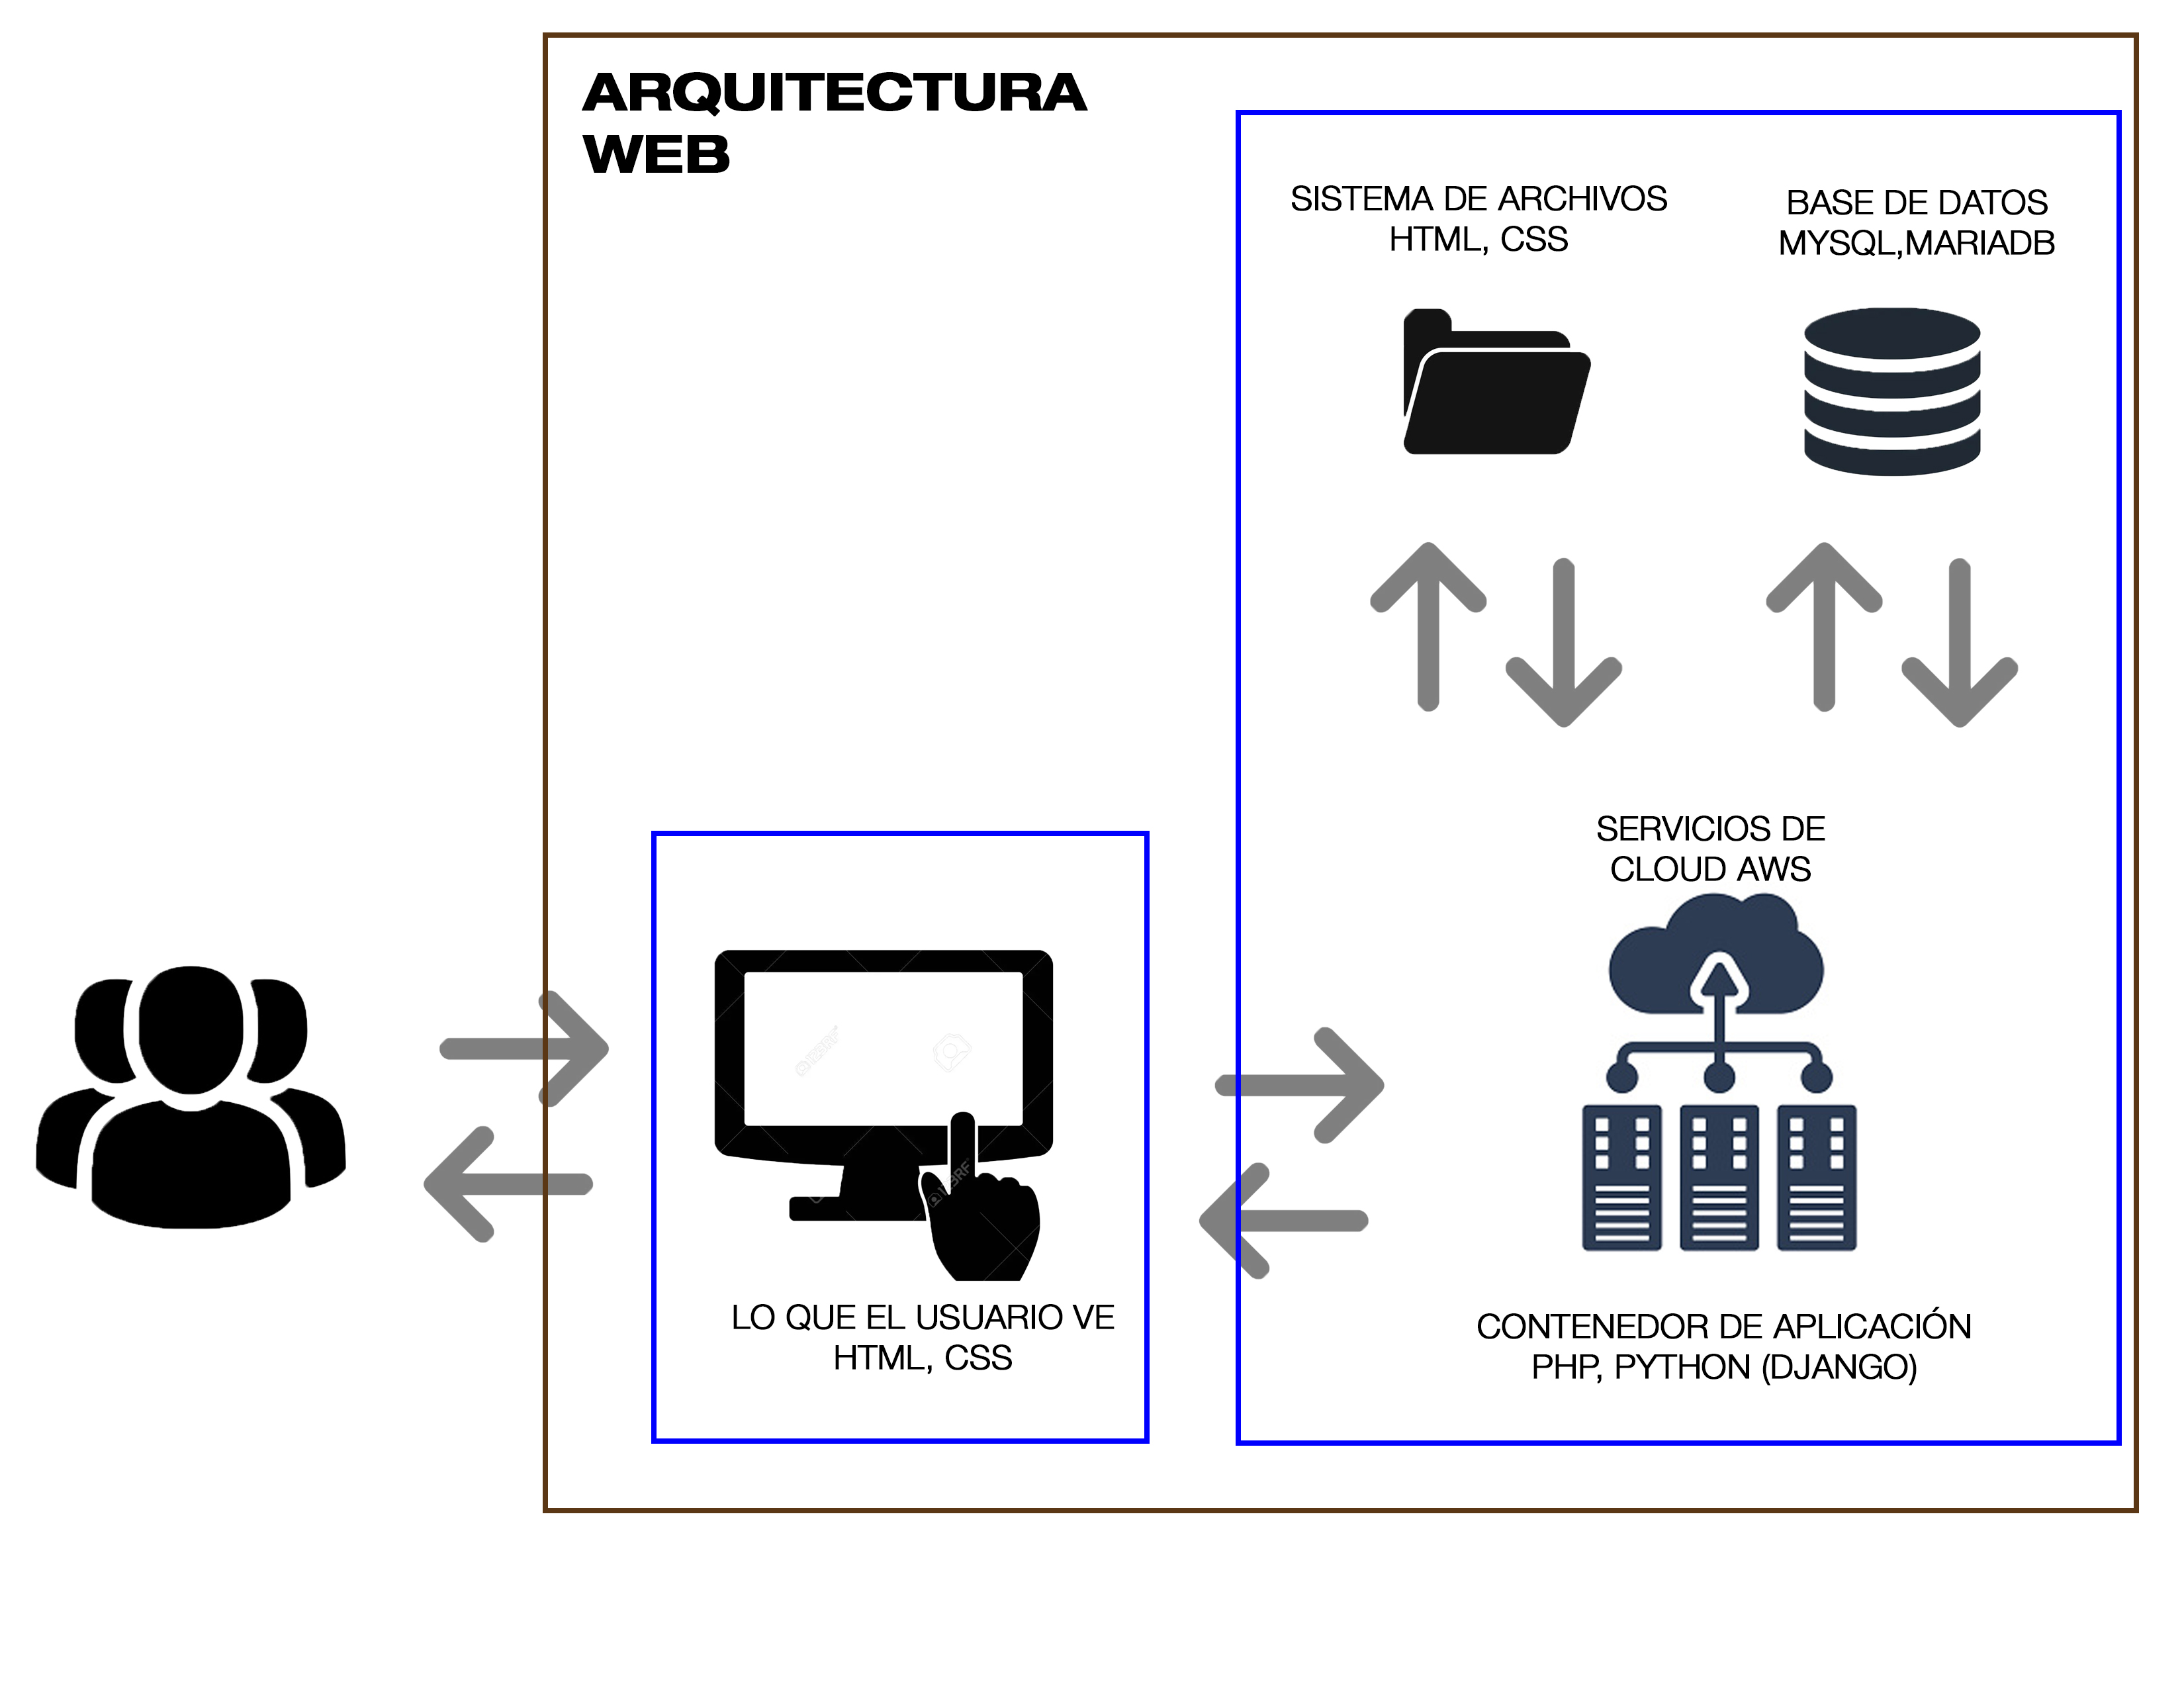 ARQUITECTURA
WEB
SISTEMA DE ARCHIVOS
HTML, CSS
BASE DE DATOS
MYSQL,MARIADB
SERVICIOS DE
CLOUD AWS
LO QUE EL USUARIO VE
HTML, CSS
CONTENEDOR DE APLICACIÓN
PHP, PYTHON (DJANGO)